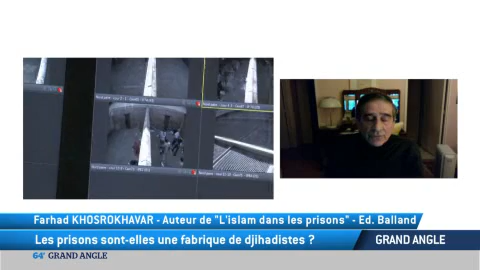 Farhad KHOSROKHAVAR - Auteur de "L'islam dans les prisons" - Ed. Balland
Les prisons sont-elles une fabrique de djihadistes ?
GRAND ANGLE
64' GRAND ANGLE